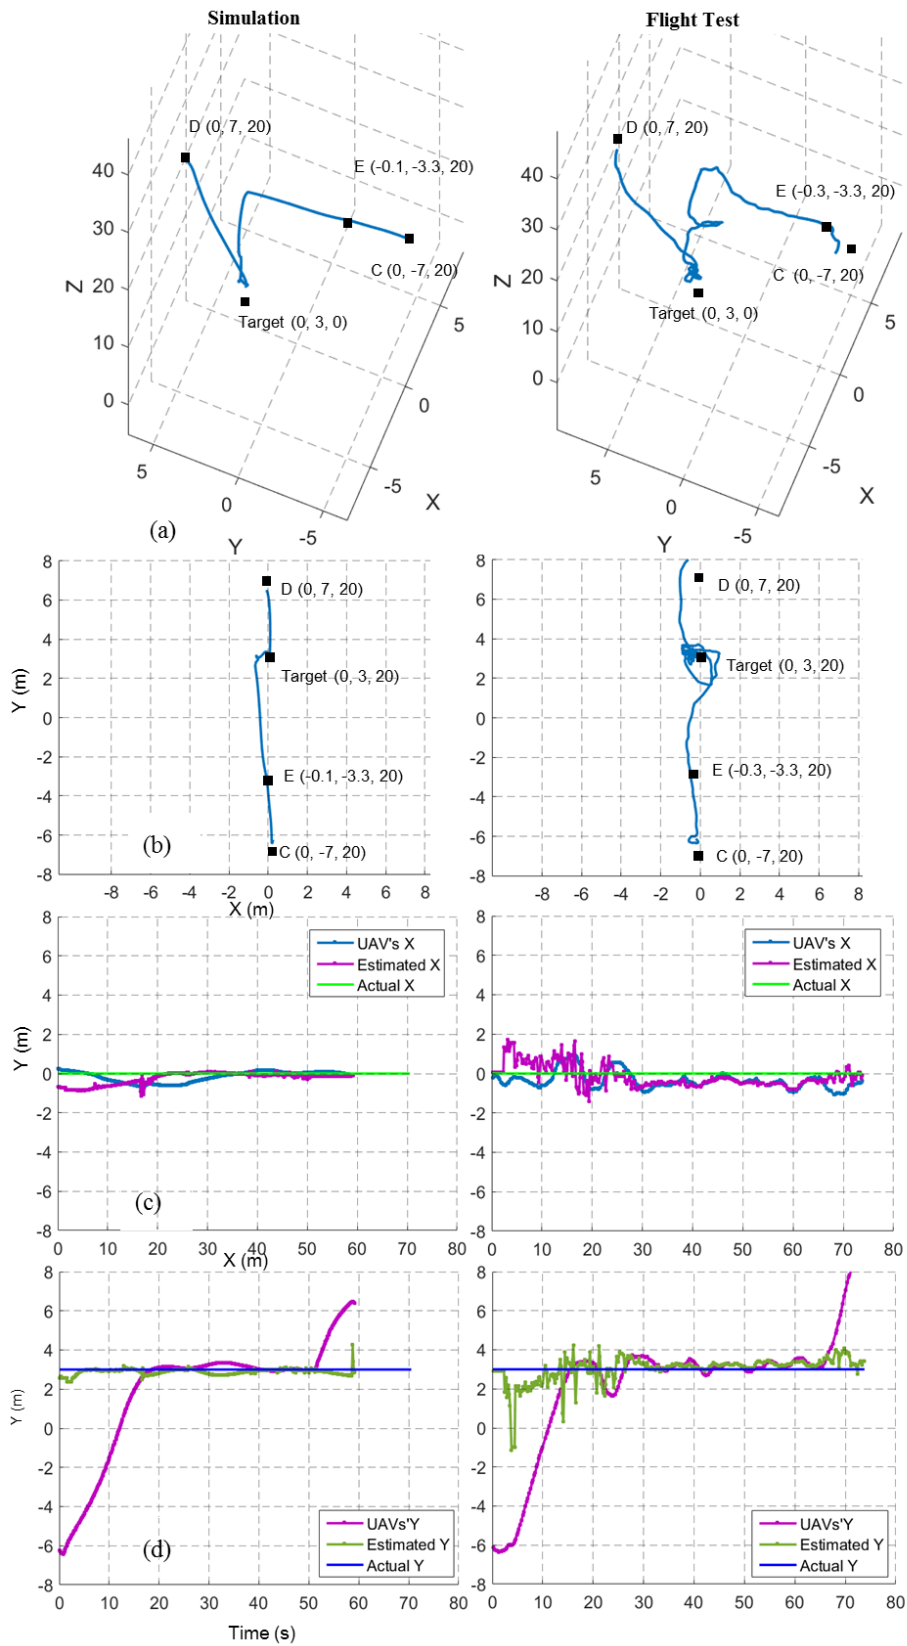 Simulation
Flight Test
D (0, 7, 20)
E (-0.1, -3.3, 20)
C (0, -7, 20)
Target (0, 3, 0)
40
30
20
10
0
Z
5
0
-5
Y
5
0
-5
X
(a)
D (0, 7, 20)
E (-0.3, -3.3, 20)
C (0, -7, 20)
Target (0, 3, 0)
40
30
20
10
0
5
0
-5
Y
5
0
-5
X
8
6
4
2
0
-2
-4
-6
-8
Y (m)
D (0, 7, 20)
Target (0, 3, 20)
E (-0.1, -3.3, 20)
C (0, -7, 20)
(b)
-8 -6 -4 -2 0 2 4 6 8
X (m)
8
6
4
2
0
-2
-4
-6
-8
D (0, 7, 20)
Target (0, 3, 20)
E (-0.3, -3.3, 20)
C (0, -7, 20)
-8 -6 -4 -2 0 2 4 6 8
8
6
4
2
0
-2
-4
-6
-8
Y (m)
UAV's X
Estimated X
Actual X
(c)
0 10 20 30 40 50 60 70 80
X (m)
8
6
4
2
0
-2
-4
-6
-8
UAV's X
Estimated X
Actual X
0 10 20 30 40 50 60 70 80
8
6
4
2
0
-2
-4
-6
-8
Y (m)
UAVs'Y
Estimated Y
Actual Y
(d)
0 10 20 30 40 50 60 70 80
Time (s)
8
6
4
2
0
-2
-4
-6
-8
UAVs'Y
Estimated Y
Actual Y
0 10 20 30 40 50 60 70 80